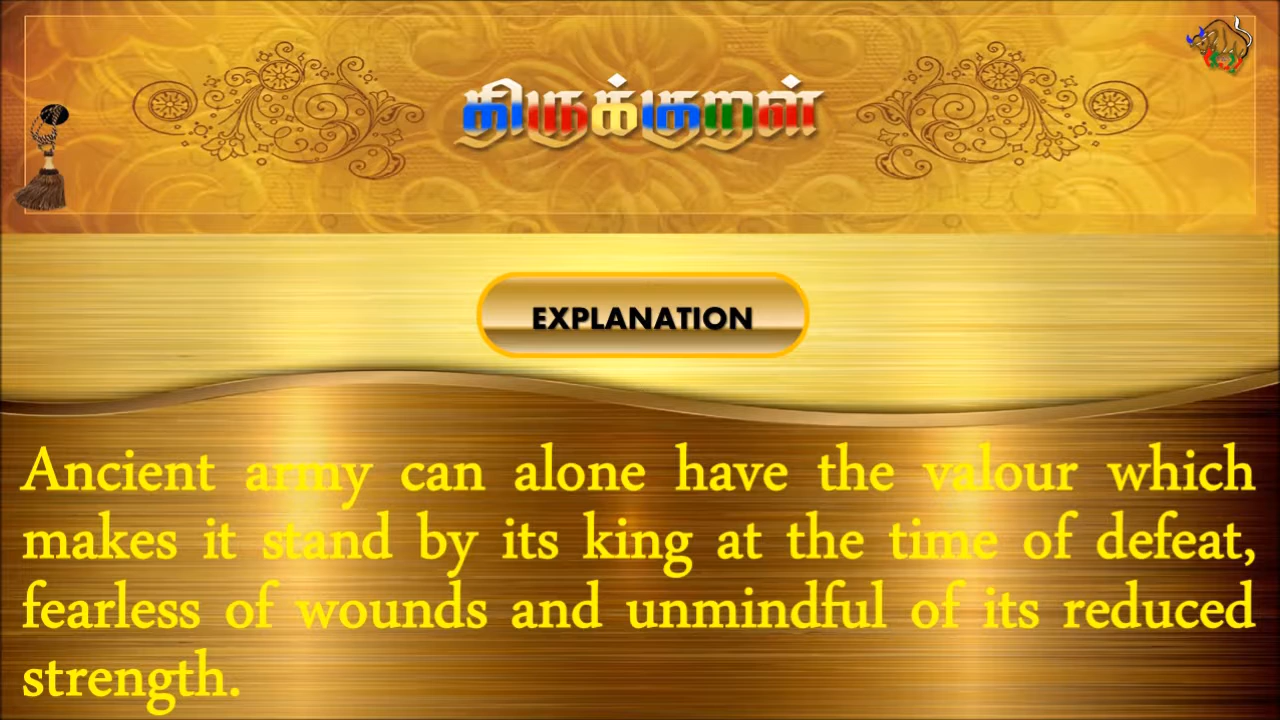 திருக்குறள்
EXPLANATION
Ancient army can alone have the valour which
makes it stand by its king at the time of defeat,
fearless of wounds and unmindful of its reduced
strength.